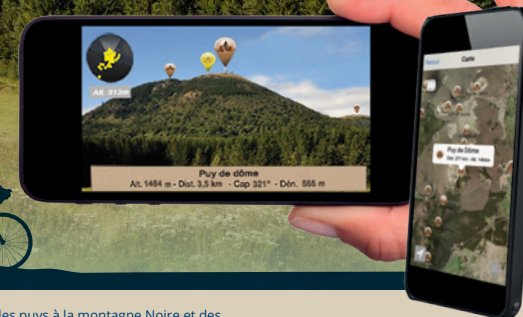 Alt. 913m
Puy de dôme
Alt. 1464 m - Dist. 3,5 km - Cap 321° - Dén. 555 m
Retour
Carte
Puy de Dôme
les puys à la montagne Noire et des